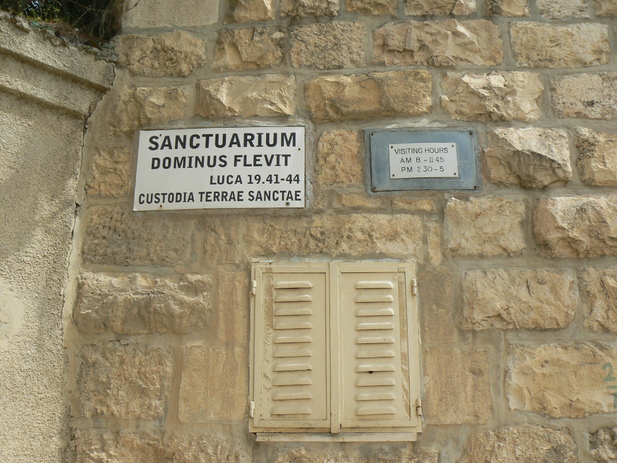 SANCTUARIUM
DOMINUS FLEVIT
LUCA 19.41-44
CUSTODIA TERRAE SANCTAE
VISITING HOURS
AM 8-11.45
PM 2.30-5